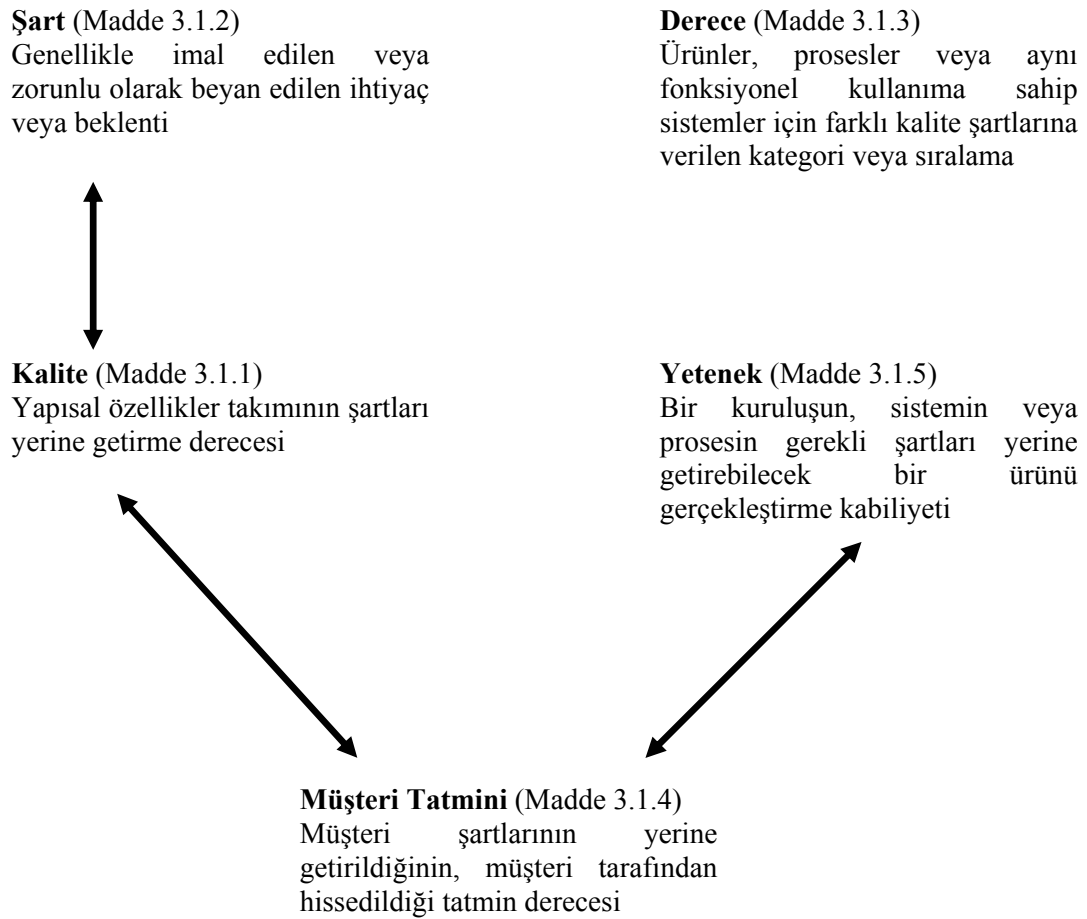 Şart (Madde 3.1.2)
Genellikle imal edilen veya
zorunlu olarak beyan edilen ihtiyaç
veya beklenti
Derece (Madde 3.1.3)
Ürünler, prosesler veya aynı
fonksiyonel kullanıma sahip
sistemler için farklı kalite şartlarına
verilen kategori veya sıralama
Kalite (Madde 3.1.1)
Yapısal özellikler takımının şartları
yerine getirme derecesi
Yetenek (Madde 3.1.5)
Bir kuruluşun, sistemin veya
prosesin gerekli şartları yerine
getirebilecek bir ürünü
gerçekleştirme kabiliyeti
Müşteri Tatmini (Madde 3.1.4)
Müşteri şartlarının yerine
getirildiğinin, müşteri tarafından
hissedildiği tatmin derecesi